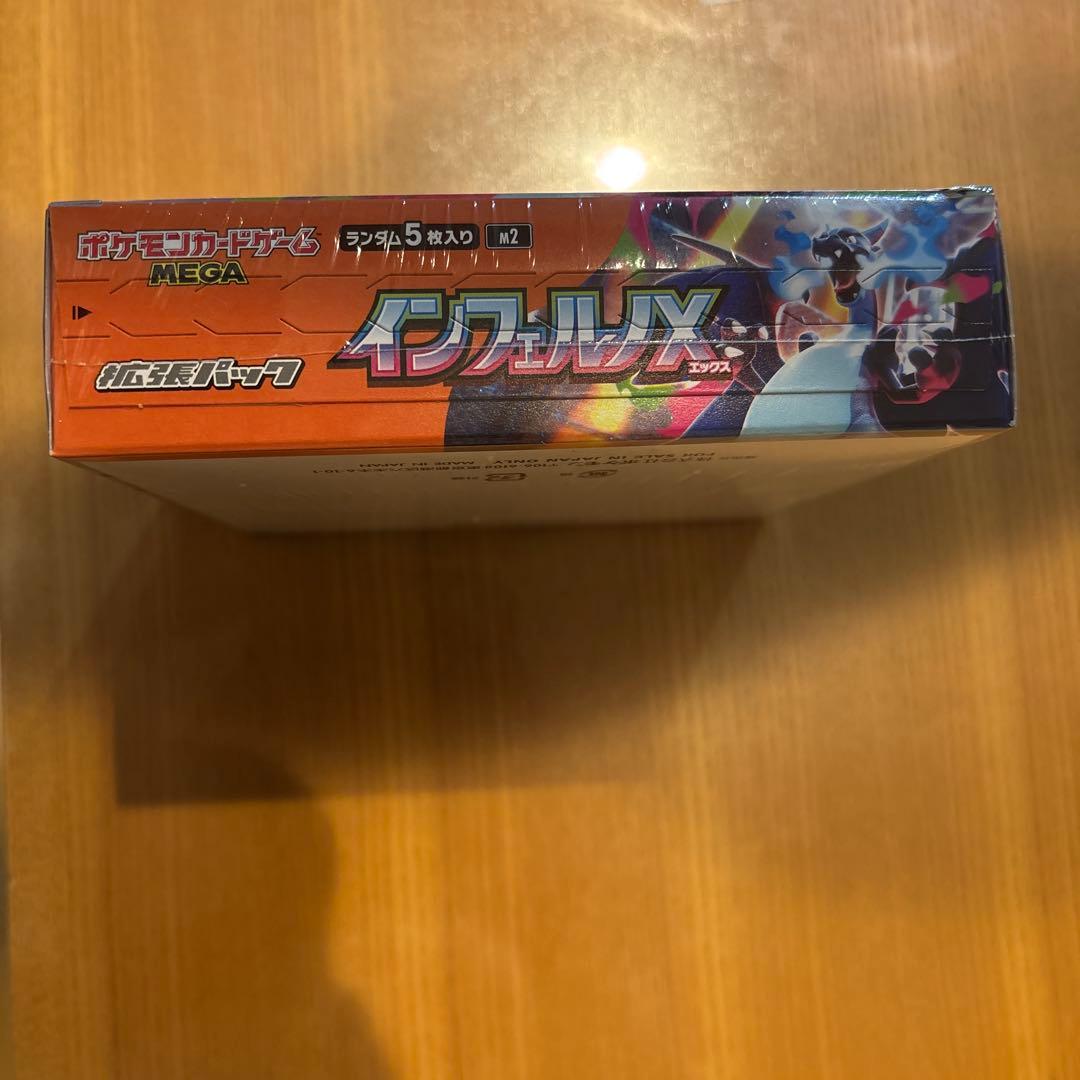 ポケモンカードゲーム
MEGA
ランダム5枚入り
M2
インフェルノX
エックス
拡張パック
FOR SALE IN JAPAN ONLY
MADE IN JAPAN